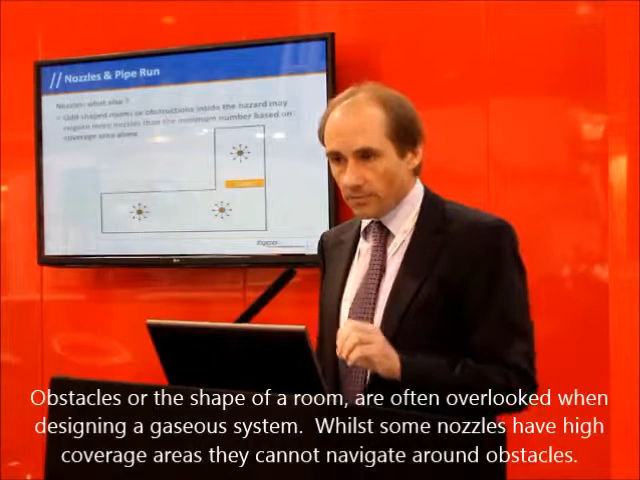 // Nozzles & Pipe Run
Nozzles: what else ?
Odd shaped rooms or obstructions inside the hazard may
require more nozzles than the minimum number based on
coverage area alone
Obstacles or the shape of a room, are often overlooked when
designing a gaseous system.  Whilst some nozzles have high
coverage areas they cannot navigate around obstacles.